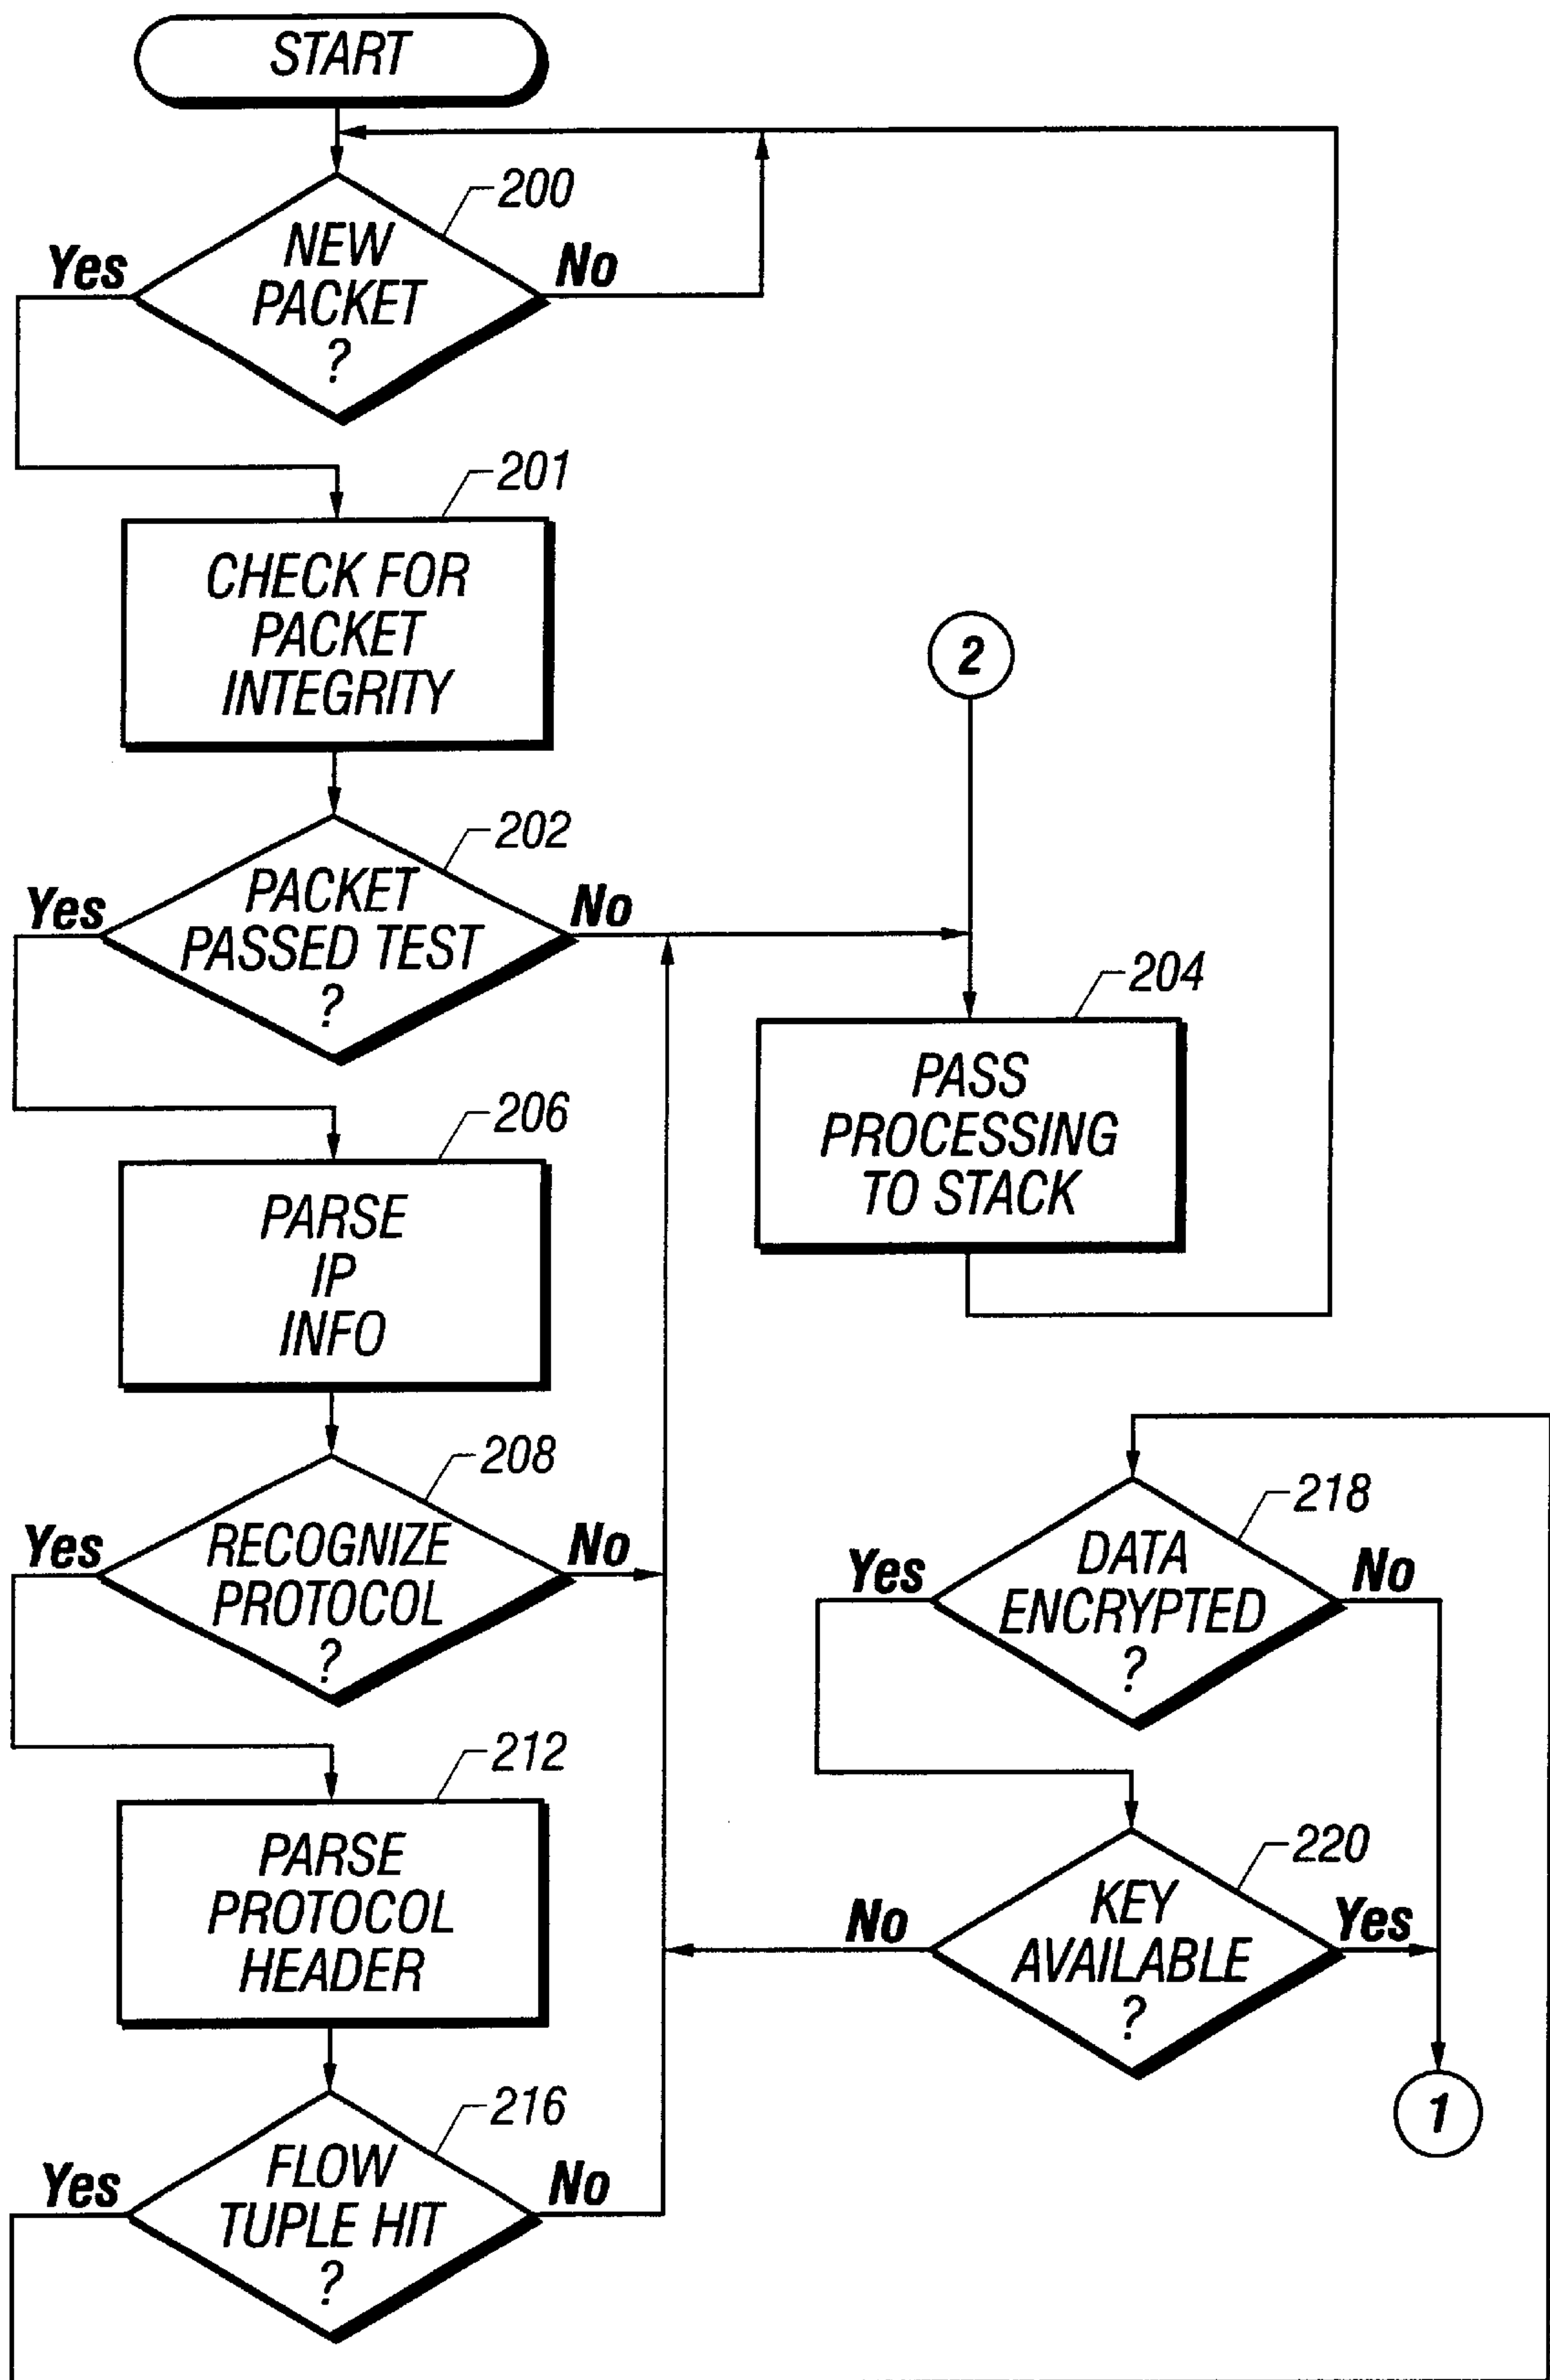 START
200
NEW
PACKET
?
Yes
No
201
CHECK FOR
PACKET
INTEGRITY
202
PACKET
PASSED TEST
?
Yes
No
2
204
PASS
PROCESSING
TO STACK
206
PARSE
IP
INFO
208
RECOGNIZE
PROTOCOL
?
Yes
No
212
PARSE
PROTOCOL
HEADER
216
FLOW
TUPLE HIT
?
Yes
No
218
DATA
ENCRYPTED
?
Yes
No
220
KEY
AVAILABLE
?
No
Yes
1